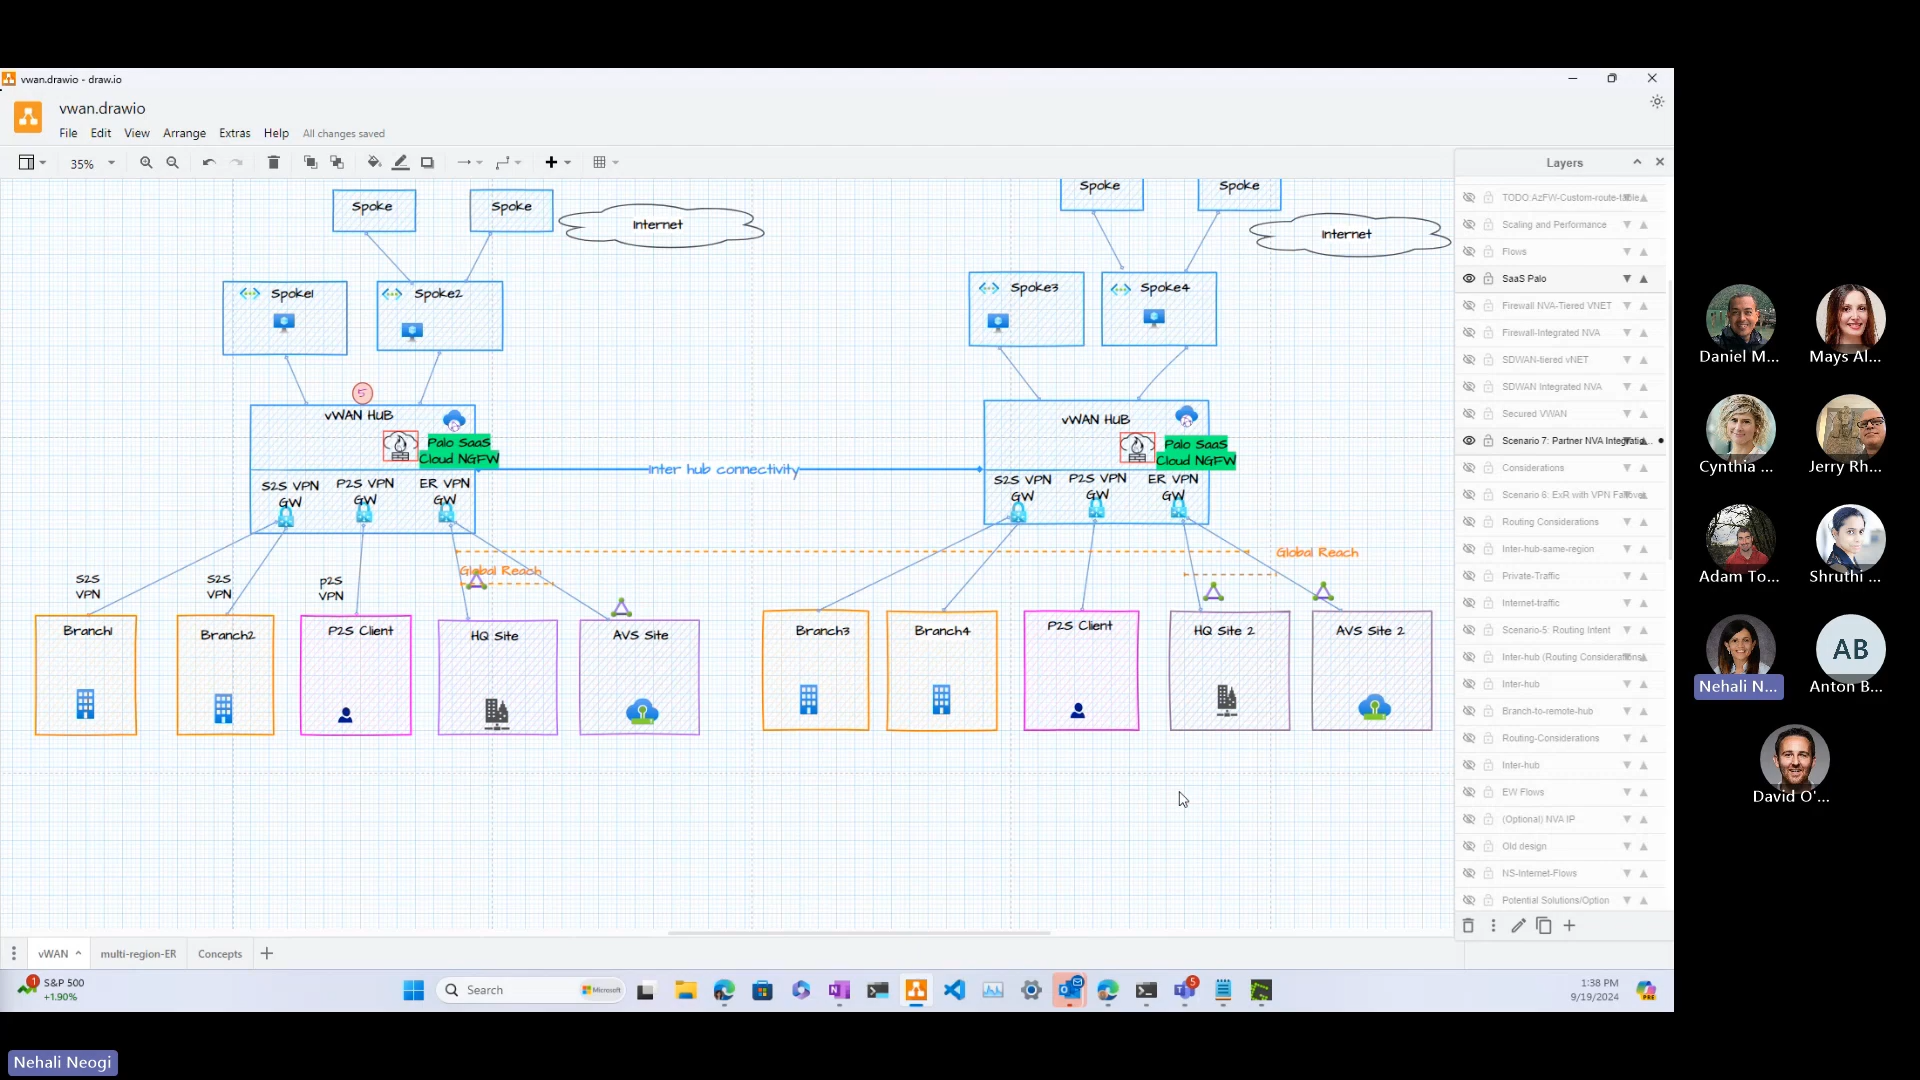 vwan.drawio - draw.io
vwan.drawio
File Edit View Arrange Extras Help All changes saved
35%
Layers
Spoke
Spoke
Internet
Spoke
Spoke
Internet
Spoke1
Spoke2
Spoke3
Spoke4
5
vWAN HUB
Palo SaaS
Cloud NGFW
S2S VPN
GW
P2S VPN
GW
ER VPN
GW
Inter hub connectivity
vWAN HUB
Palo SaaS
Cloud NGFW
S2S VPN
GW
P2S VPN
GW
ER VPN
GW
Global Reach
Global Reach
S2S
VPN
S2S
VPN
p2S
VPN
Branch1
Branch2
P2S Client
HQ Site
AVS Site
Branch3
Branch4
P2S Client
HQ Site 2
AVS Site 2
TODO:AzFW-Custom-route-table
Scaling and Performance
Flows
SaaS Palo
Firewall NVA-Tiered VNET
Firewall-Integrated NVA
SDWAN-tiered vNET
SDWAN Integrated NVA
Secured VWAN
Scenario 7: Partner NVA Integratio...
Considerations
Scenario 6: ExR with VPN Failover
Routing Considerations
Inter-hub-same-region
Private-Traffic
Internet-traffic
Scenario-5: Routing Intent
Inter-hub (Routing Considerations)
Inter-hub
Branch-to-remote-hub
Routing-Considerations
Inter-hub
EW Flows
(Optional) NVA IP
Old design
NS-Internet-Flows
Potential Solutions/Option
vWAN multi-region-ER Concepts
1
S&P 500
+1.90%
Search
Microsoft
5
1:38 PM
9/19/2024
PRE
Daniel M...
Mays Al...
Cynthia ...
Jerry Rh...
Adam To...
Shruthi ...
Nehali N...
AB
Anton B...
David O'...
Nehali Neogi